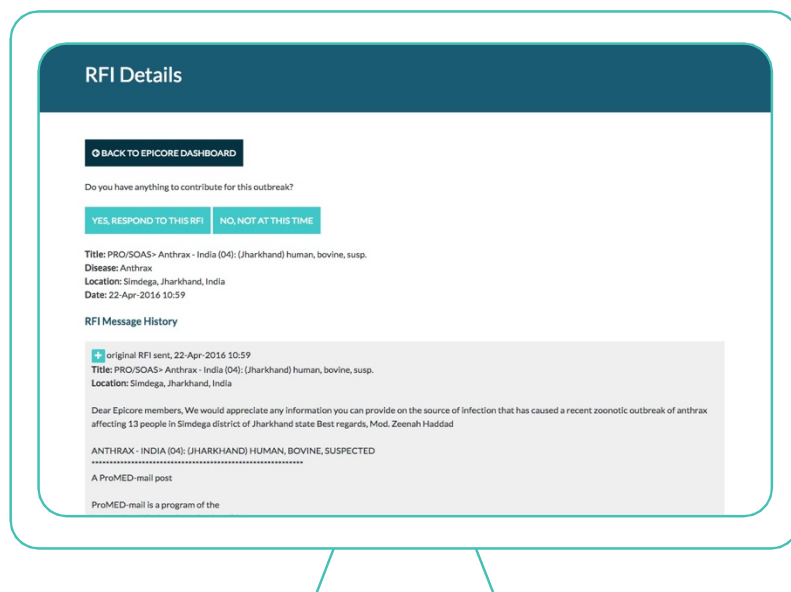 RFI Details
BACK TO EPICORE DASHBOARD
Do you have anything to contribute for this outbreak?
YES, RESPOND TO THIS RFI NO, NOT AT THIS TIME
Title: PRO/SOAS> Anthrax - India (04): (Jharkhand) human, bovine, susp.
Disease: Anthrax
Location: Simdega, Jharkhand, India
Date: 22-Apr-2016 10:59
RFI Message History
original RFI sent, 22-Apr-2016 10:59
Title: PRO/SOAS> Anthrax - India (04): (Jharkhand) human, bovine, susp.
Location: Simdega, Jharkhand, India
Dear Epicore members, We would appreciate any information you can provide on the source of infection that has caused a recent zoonotic outbreak of anthrax
affecting 13 people in Simdega district of Jharkhand state Best regards, Mod. Zeenah Haddad
ANTHRAX - INDIA (04): (JHARKHAND) HUMAN, BOVINE, SUSPECTED
************************************************************
A ProMED-mail post
ProMED-mail is a program of the